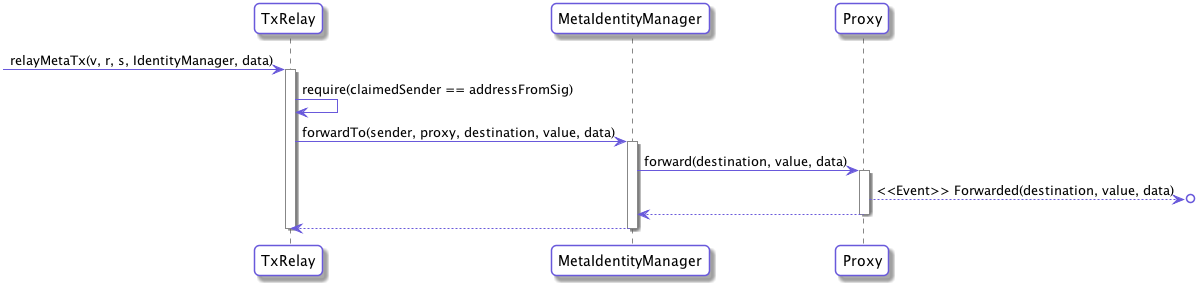 TxRelay
MetaIdentityManager
Proxy
relayMetaTx(v, r, s, IdentityManager, data)
require(claimedSender == addressFromSig)
forwardTo(sender, proxy, destination, value, data)
forward(destination, value, data)
<<Event>> Forwarded(destination, value, data)
TxRelay
MetaIdentityManager
Proxy